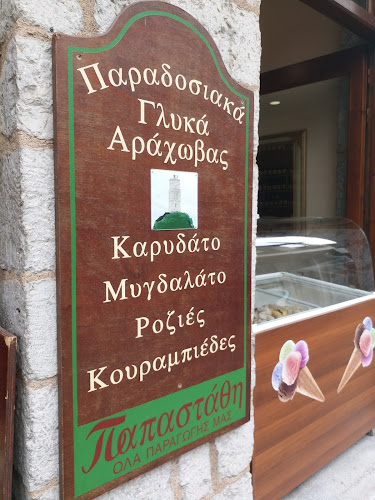 Παραδοσιακά
Γλυκά
Αράχωβας
Καρυδάτο
Μυγδαλάτο
Ροζιές
Κουραμπιέδες
Παπαστάθη
ΟΛΑ ΠΑΡΑΓΩΓΗΣ ΜΑΣ